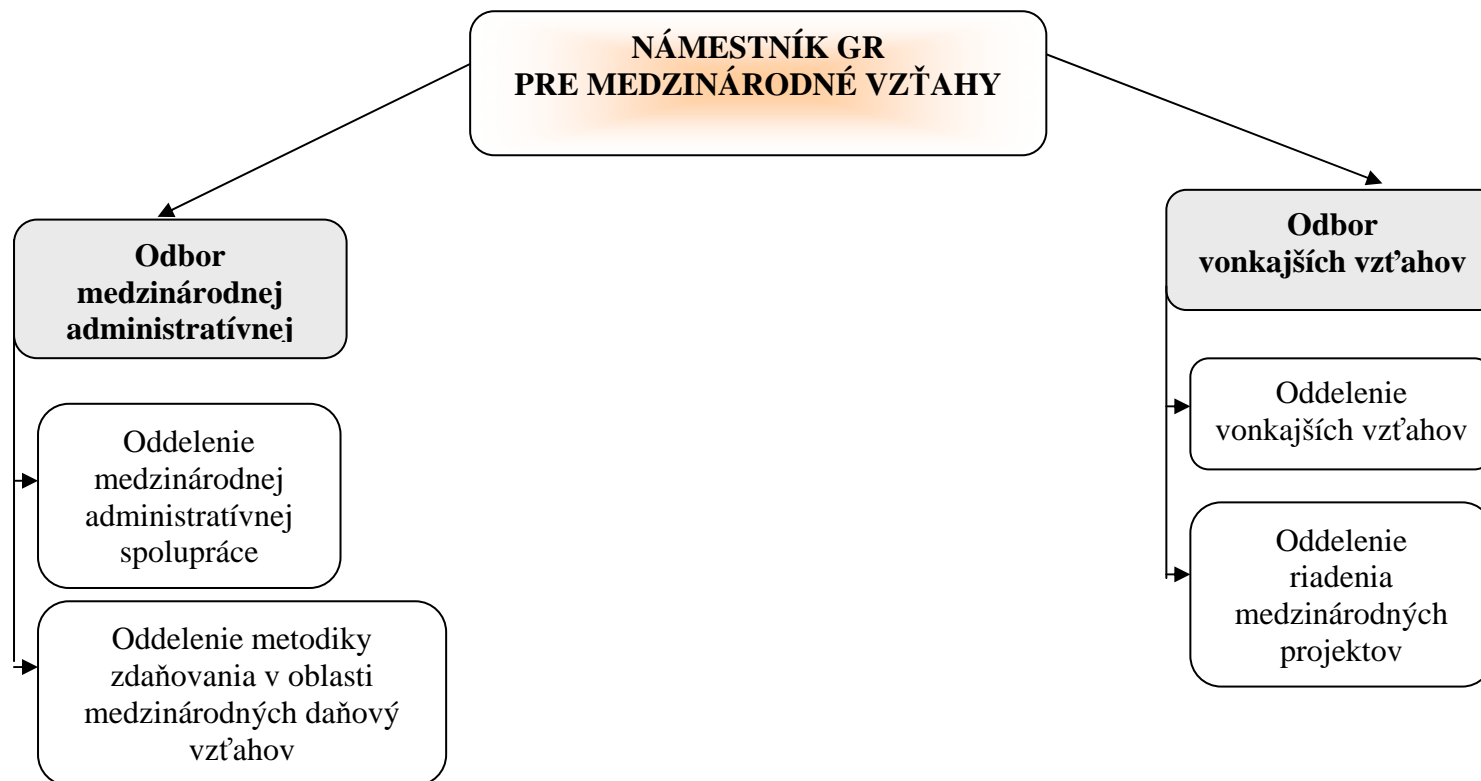 NÁMESTNÍK GR
PRE MEDZINÁRODNÉ VZŤAHY
Odbor
medzinárodnej
administratívnej
Oddelenie
medzinárodnej
administratívnej
spolupráce
Oddelenie metodiky
zdaňovania v oblasti
medzinárodných daňový
vzťahov
Odbor
vonkajších vzťahov
Oddelenie
vonkajších vzťahov
Oddelenie
riadenia
medzinárodných
projektov